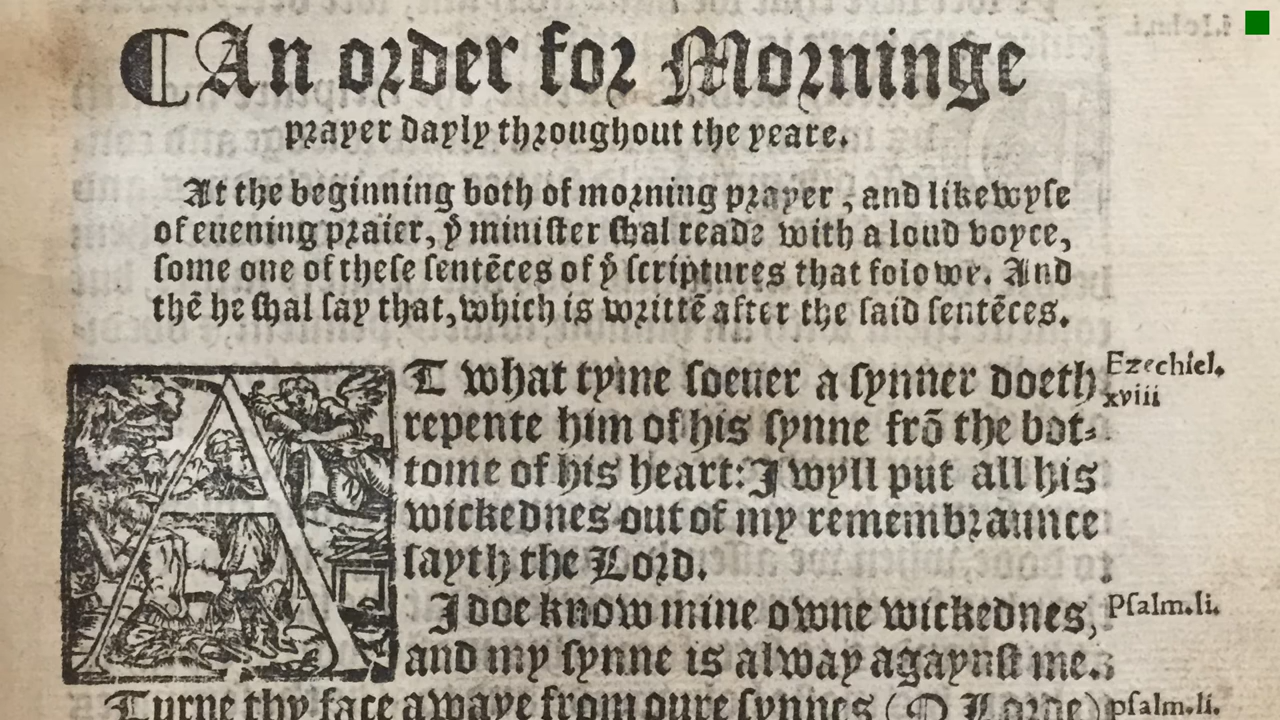 ¶An order for Morninge
prayer dayly throughout the yeare.
At the beginning both of morning prayer, and likewyse
of euening praier, yͤ minister shal reade with a loud voyce,
some one of these sentēces of yͤ scriptures that folowe. And
thē he shal say that, which is writtē after the said sentēces.
AT what tyme soeuer a synner doeth Ezechiel.
xviii
repente him of his synne frō the bot-
tome of his heart: I wyll put all his
wickednes out of my remembraunce
sayth the Lord.
I doe know mine owne wickednes, Psalm.li.
and my synne is alway agaynst me.
Turne thy face awaye from oure synnes (O Lorde) psalm.li.